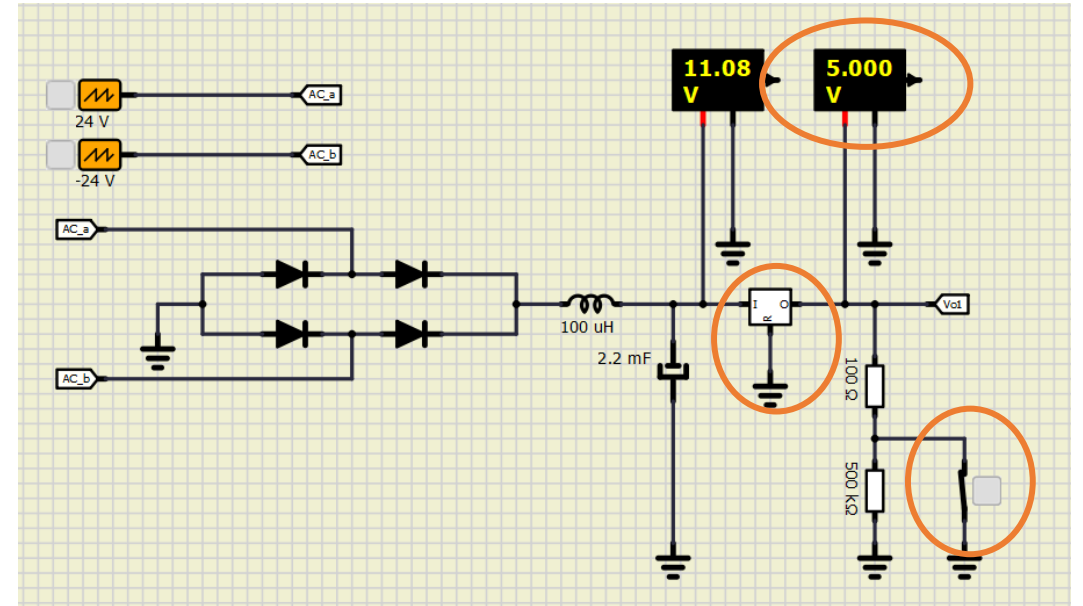 11.08
V
5.000
V
AC_a
24 V
AC_b
-24 V
AC_a
I
O
R
Vo1
100 uH
2.2 mF
100 Ω
AC_b
500 kΩ